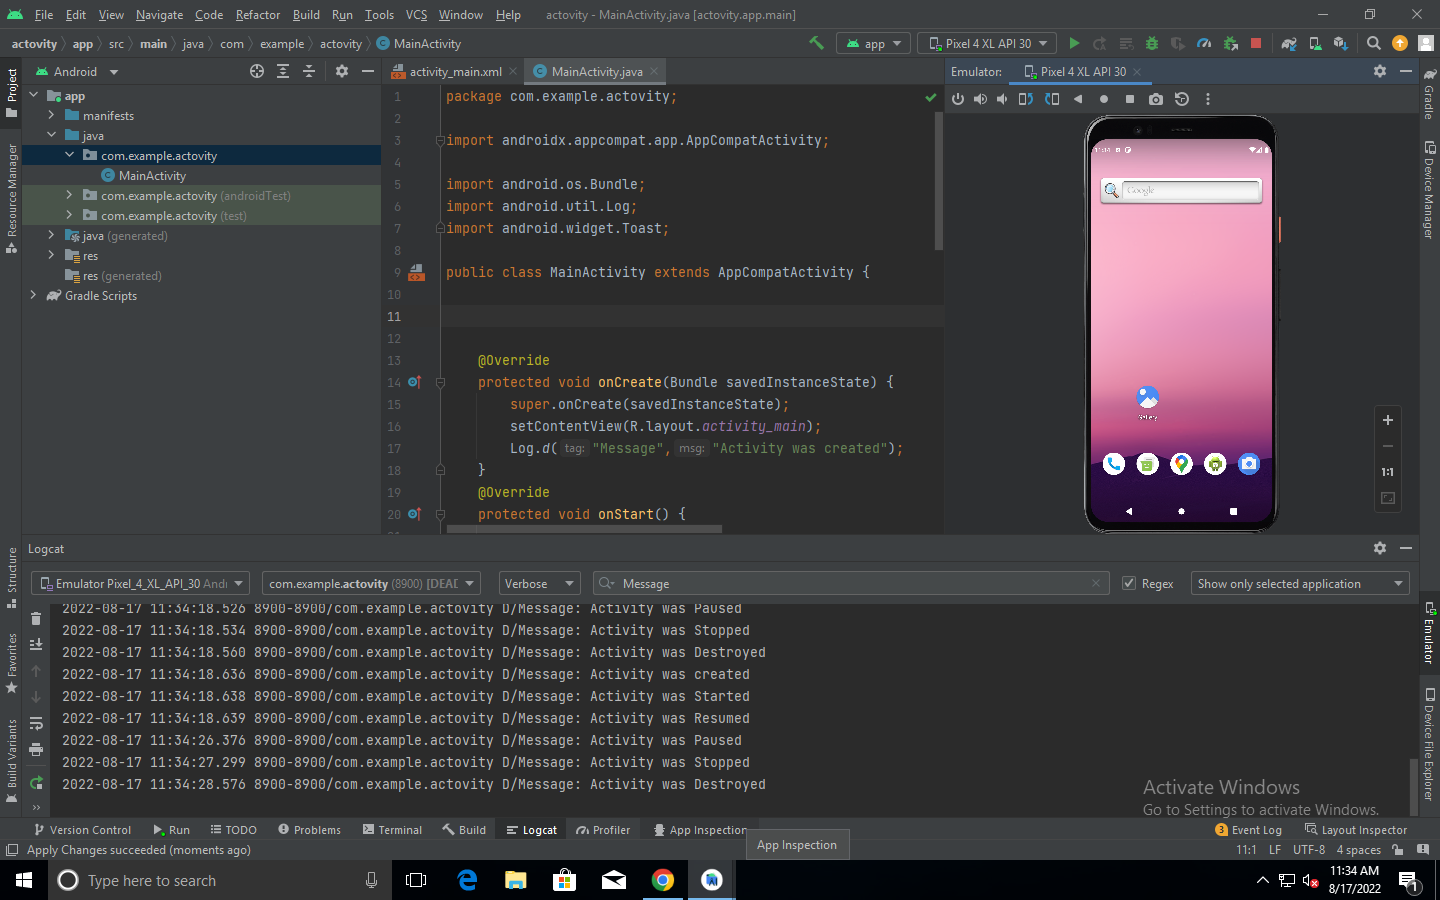 File Edit View Navigate Code Refactor Build Run Tools VCS Window Help actovity - MainActivity.java [actovity.app.main]
actovity app src main java com example actovity MainActivity app Pixel 4 XL API 30
Project
Resource Manager
Structure
Favorites
Build Variants
Android
app
manifests
java
com.example.actovity
MainActivity
com.example.actovity (androidTest)
com.example.actovity (test)
java (generated)
res
res (generated)
Gradle Scripts
activity_main.xml MainActivity.java
1 package com.example.actovity;
2
3 import androidx.appcompat.app.AppCompatActivity;
4
5 import android.os.Bundle;
6 import android.util.Log;
7 import android.widget.Toast;
8
9 public class MainActivity extends AppCompatActivity {
10
11
12
13 @Override
14 protected void onCreate(Bundle savedInstanceState) {
15 super.onCreate(savedInstanceState);
16 setContentView(R.layout.activity_main);
17 Log.d( tag: "Message", msg: "Activity was created");
18 }
19 @Override
20 protected void onStart() {
Emulator: Pixel 4 XL API 30
11:34
Google
Gallery
1:1
Gradle
Device Manager
Emulator
Device File Explorer
Logcat
Emulator Pixel_4_XL_API_30 Andr com.example.actovity (8900) [DEAD Verbose Message Regex Show only selected application
2022-08-17 11:34:18.526 8900-8900/com.example.actovity D/Message: Activity was Paused
2022-08-17 11:34:18.534 8900-8900/com.example.actovity D/Message: Activity was Stopped
2022-08-17 11:34:18.560 8900-8900/com.example.actovity D/Message: Activity was Destroyed
2022-08-17 11:34:18.636 8900-8900/com.example.actovity D/Message: Activity was created
2022-08-17 11:34:18.638 8900-8900/com.example.actovity D/Message: Activity was Started
2022-08-17 11:34:18.639 8900-8900/com.example.actovity D/Message: Activity was Resumed
2022-08-17 11:34:26.376 8900-8900/com.example.actovity D/Message: Activity was Paused
2022-08-17 11:34:27.299 8900-8900/com.example.actovity D/Message: Activity was Stopped
2022-08-17 11:34:28.576 8900-8900/com.example.actovity D/Message: Activity was Destroyed
Activate Windows
Go to Settings to activate Windows.
Version Control Run TODO Problems Terminal Build Logcat Profiler App Inspection 3 Event Log Layout Inspector
App Inspection
Apply Changes succeeded (moments ago) 11:1 LF UTF-8 4 spaces
Type here to search
11:34 AM
8/17/2022
1